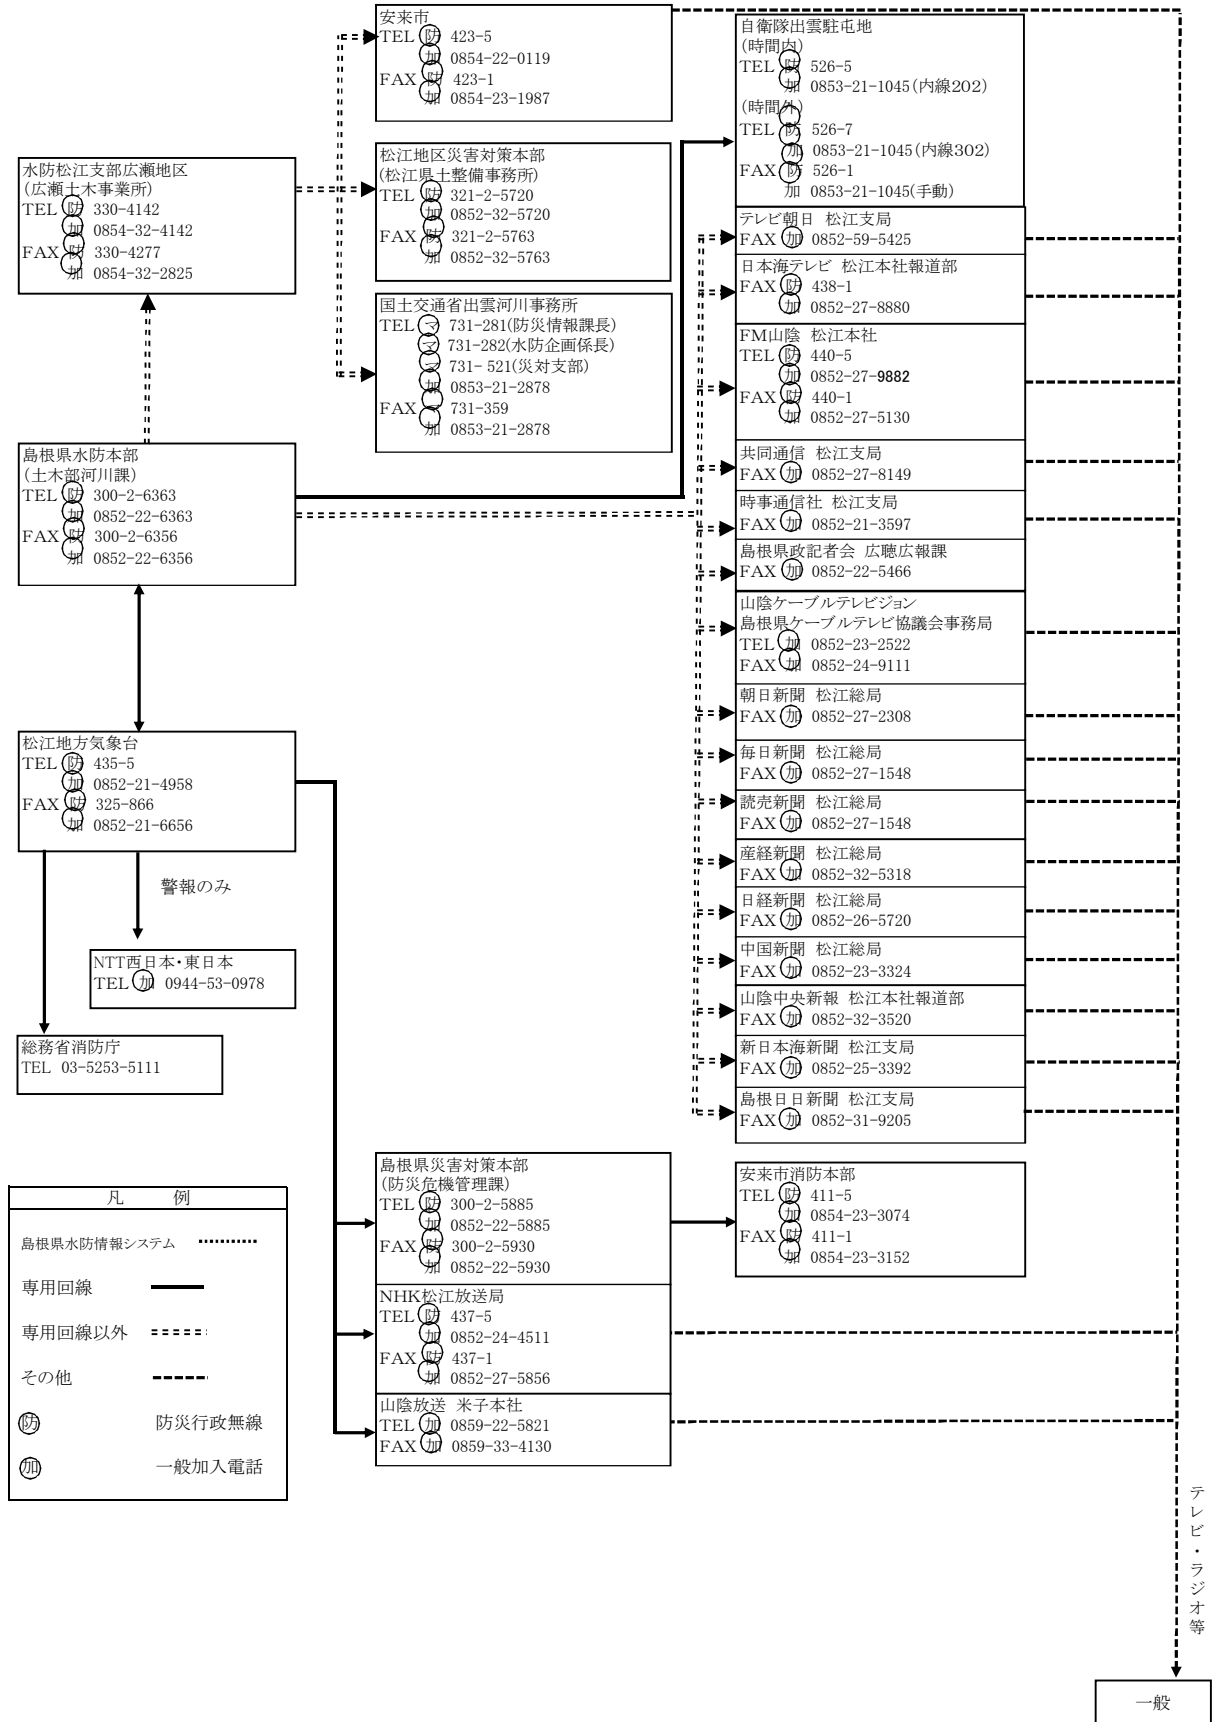 安来市
TEL 防 423-5
加 0854-22-0119
FAX 防 423-1
加 0854-23-1987
松江地区災害対策本部
(松江県土整備事務所)
TEL 防 321-2-5720
加 0852-32-5720
FAX 防 321-2-5763
加 0852-32-5763
国土交通省出雲河川事務所
TEL マ 731-281(防災情報課長)
マ 731-282(水防企画係長)
マ 731-521(災対支部)
加 0853-21-2878
FAX マ 731-359
加 0853-21-2878
水防松江支部広瀬地区
(広瀬土木事業所)
TEL 防 330-4142
加 0854-32-4142
FAX 防 330-4277
加 0854-32-2825
島根県水防本部
(土木部河川課)
TEL 防 300-2-6363
加 0852-22-6363
FAX 防 300-2-6356
加 0852-22-6356
松江地方気象台
TEL 防 435-5
加 0852-21-4958
FAX 防 325-866
加 0852-21-6656
警報のみ
NTT西日本・東日本
TEL 加 0944-53-0978
総務省消防庁
TEL 03-5253-5111
自衛隊出雲駐屯地
(時間内)
TEL 防 526-5
加 0853-21-1045(内線202)
(時間外)
TEL 防 526-7
加 0853-21-1045(内線302)
FAX 防 526-1
加 0853-21-1045(手動)
テレビ朝日 松江支局
FAX 加 0852-59-5425
日本海テレビ 松江本社報道部
FAX 防 438-1
加 0852-27-8880
FM山陰 松江本社
TEL 防 440-5
加 0852-27-9882
FAX 防 440-1
加 0852-27-5130
共同通信 松江支局
FAX 加 0852-27-8149
時事通信社 松江支局
FAX 加 0852-21-3597
島根県政記者会 広聴広報課
FAX 加 0852-22-5466
山陰ケーブルテレビジョン
島根県ケーブルテレビ協議会事務局
TEL 加 0852-23-2522
FAX 加 0852-24-9111
朝日新聞 松江総局
FAX 加 0852-27-2308
毎日新聞 松江総局
FAX 加 0852-27-1548
読売新聞 松江総局
FAX 加 0852-27-1548
産経新聞 松江総局
FAX 加 0852-32-5318
日経新聞 松江総局
FAX 加 0852-26-5720
中国新聞 松江総局
FAX 加 0852-23-3324
山陰中央新報 松江本社報道部
FAX 加 0852-32-3520
新日本海新聞 松江支局
FAX 加 0852-25-3392
島根日日新聞 松江支局
FAX 加 0852-31-9205
島根県災害対策本部
(防災危機管理課)
TEL 防 300-2-5885
加 0852-22-5885
FAX 防 300-2-5930
加 0852-22-5930
NHK松江放送局
TEL 防 437-5
加 0852-24-4511
FAX 防 437-1
加 0852-27-5856
山陰放送 米子本社
TEL 加 0859-22-5821
FAX 加 0859-33-4130
安来市消防本部
TEL 防 411-5
加 0854-23-3074
FAX 防 411-1
加 0854-23-3152
凡 例
島根県水防情報システム
専用回線
専用回線以外
その他
防 防災行政無線
加 一般加入電話
テレビ・ラジオ等
一般